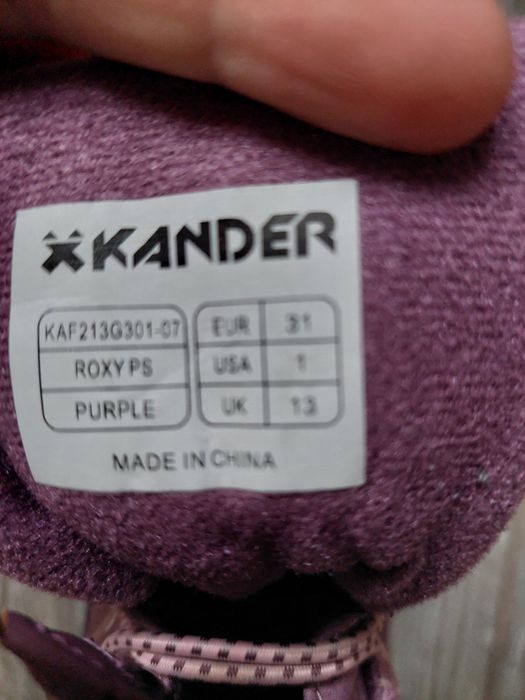 KANDER
KAF213G301-07
ROXY PS
PURPLE
EUR 31
USA 1
UK 13
MADE IN CHINA